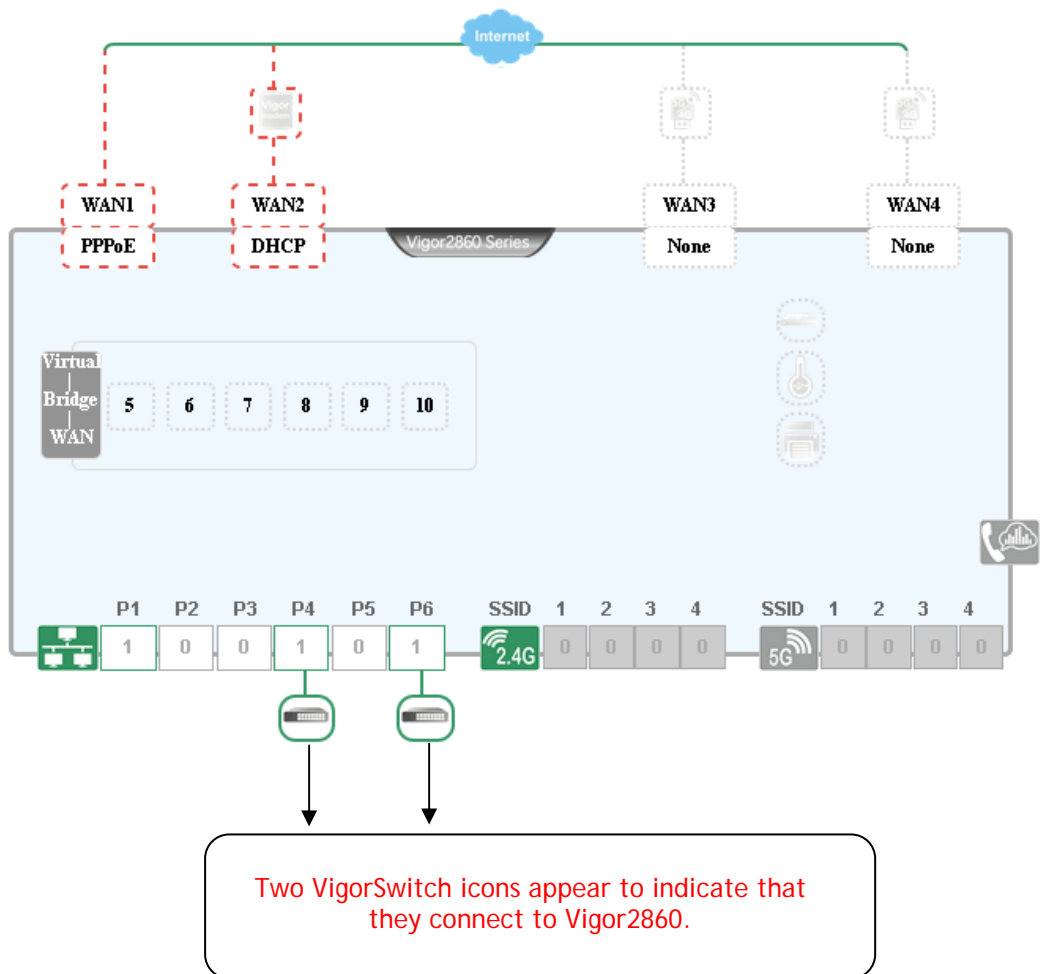 Internet
Vigor
WAN1 WAN2 WAN3 WAN4
PPPoE DHCP Vigor2860 Series None None
Virtual
Bridge
WAN
5 6 7 8 9 10
P1 P2 P3 P4 P5 P6 SSID 1 2 3 4 SSID 1 2 3 4
1 0 0 1 0 1 2.4G 0 0 0 0 5G 0 0 0 0
Two VigorSwitch icons appear to indicate that
they connect to Vigor2860.